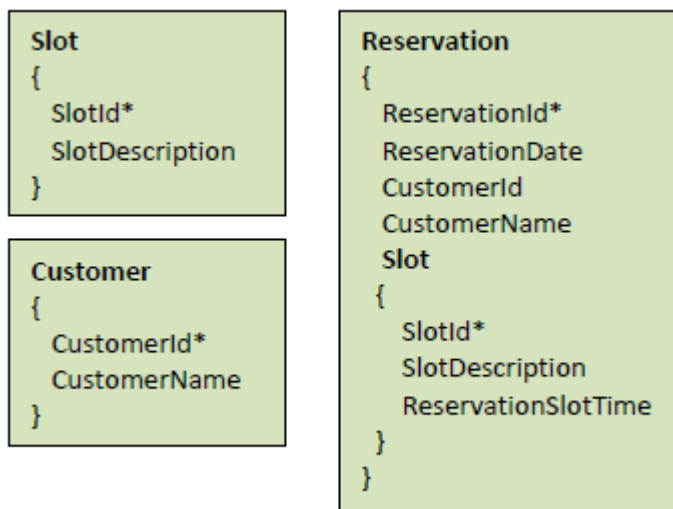 Slot
{
SlotId*
SlotDescription
}
Customer
{
CustomerId*
CustomerName
}
Reservation
{
ReservationId*
ReservationDate
CustomerId
CustomerName
Slot
{
SlotId*
SlotDescription
ReservationSlotTime
}
}